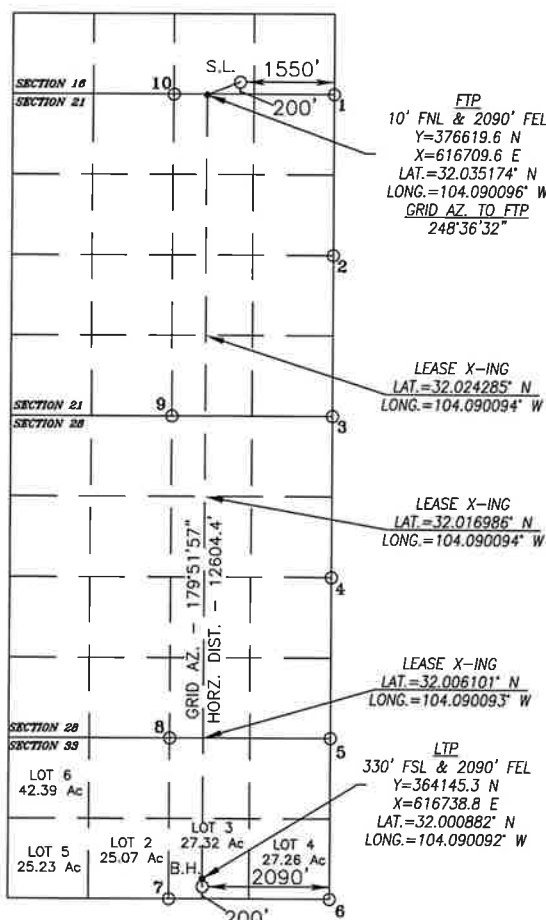 S.L.
1550'
SECTION 16
SECTION 21
10
200'
1
FTP
10' FNL & 2090' FEL
Y=376619.6 N
X=616709.6 E
LAT.=32.035174° N
LONG.=104.090096° W
GRID AZ. TO FTP
248°36'32"
2
LEASE X-ING
LAT.=32.024285° N
LONG.=104.090094° W
SECTION 21
SECTION 28
9
3
LEASE X-ING
LAT.=32.016986° N
LONG.=104.090094° W
GRID AZ. - 179°51'57"
HORZ. DIST. - 12604.4'
4
LEASE X-ING
LAT.=32.006101° N
LONG.=104.090093° W
SECTION 28
SECTION 33
8
5
LTP
330' FSL & 2090' FEL
Y=364145.3 N
X=616738.8 E
LAT.=32.000882° N
LONG.=104.090092° W
LOT 6
42.39 Ac
LOT 5
25.23 Ac
LOT 2
25.07 Ac
LOT 3
27.32 Ac
LOT 4
27.26 Ac
B.H.
2090'
7
200'
6